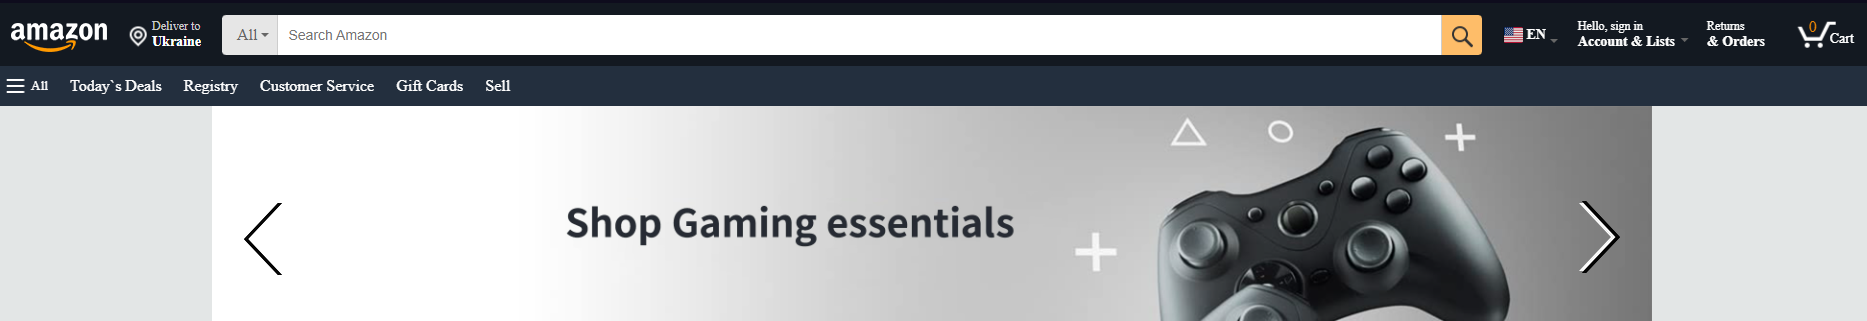 amazon
Deliver to
Ukraine
All
Search Amazon
EN
Hello, sign in
Account & Lists
Returns
& Orders
0
Cart
All
Today`s Deals
Registry
Customer Service
Gift Cards
Sell
Shop Gaming essentials